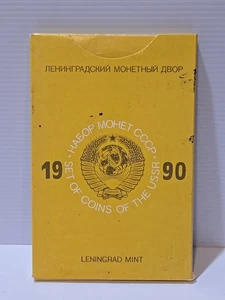 ЛЕНИНГРАДСКИЙ МОНЕТНЫЙ ДВОР
НАБОР МОНЕТ СССР
19 90
SET OF COINS OF THE USSR
LENINGRAD MINT